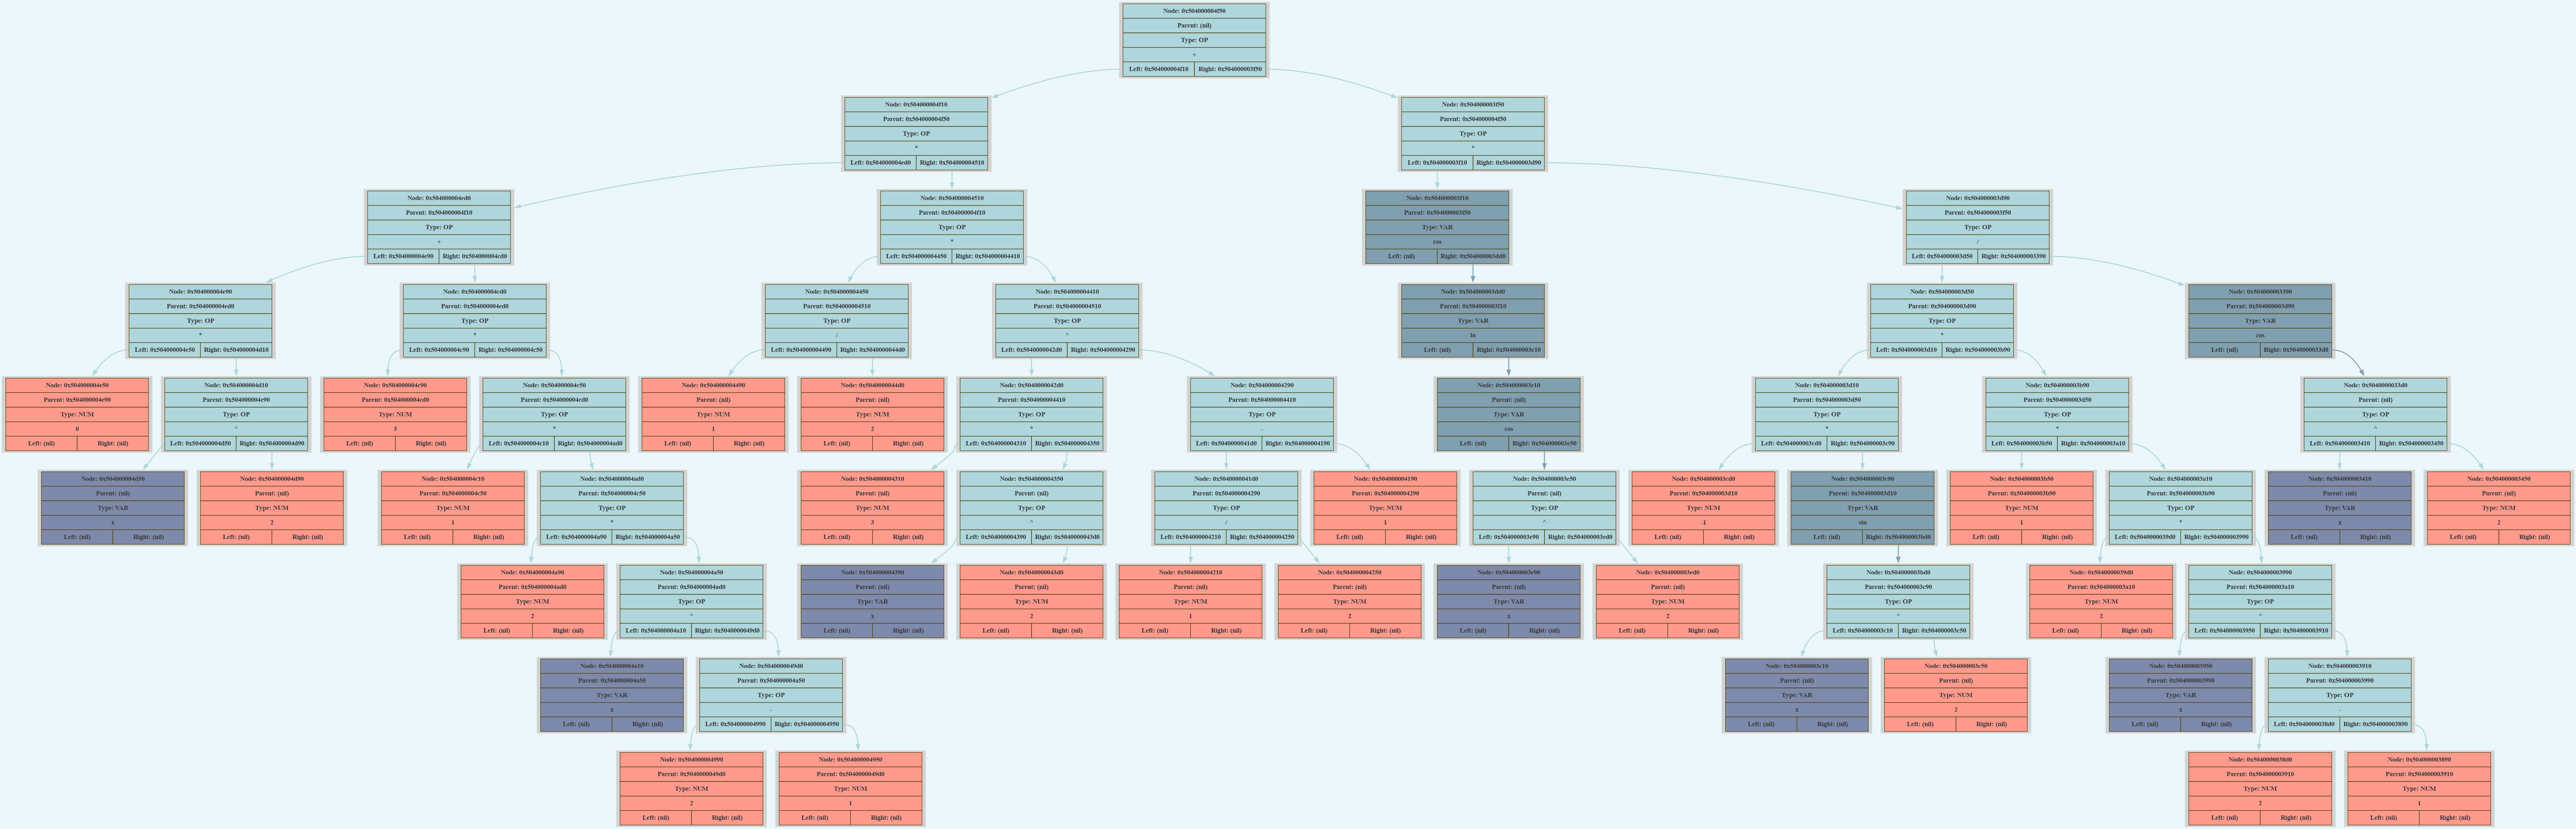 Node: 0x504000004f50
Parent: (nil)
Type: OP
+
Left: 0x504000004f10 Right: 0x504000003f50
Node: 0x504000004f10
Parent: 0x504000004f50
Type: OP
*
Left: 0x504000004ed0 Right: 0x504000004510
Node: 0x504000003f50
Parent: 0x504000004f50
Type: OP
*
Left: 0x504000003f10 Right: 0x504000003d90
Node: 0x504000004ed0
Parent: 0x504000004f10
Type: OP
+
Left: 0x504000004e90 Right: 0x504000004cd0
Node: 0x504000004510
Parent: 0x504000004f10
Type: OP
*
Left: 0x504000004450 Right: 0x504000004410
Node: 0x504000003f10
Parent: 0x504000003f50
Type: VAR
cos
Left: (nil) Right: 0x504000003dd0
Node: 0x504000003d90
Parent: 0x504000003f50
Type: OP
/
Left: 0x504000003d50 Right: 0x504000003390
Node: 0x504000004e90
Parent: 0x504000004ed0
Type: OP
*
Left: 0x504000004e50 Right: 0x504000004d10
Node: 0x504000004cd0
Parent: 0x504000004ed0
Type: OP
*
Left: 0x504000004c90 Right: 0x504000004c50
Node: 0x504000004450
Parent: 0x504000004510
Type: OP
/
Left: 0x504000004490 Right: 0x5040000044d0
Node: 0x504000004410
Parent: 0x504000004510
Type: OP
^
Left: 0x5040000042d0 Right: 0x504000004290
Node: 0x504000003dd0
Parent: 0x504000003f10
Type: VAR
ln
Left: (nil) Right: 0x504000003e10
Node: 0x504000003d50
Parent: 0x504000003d90
Type: OP
*
Left: 0x504000003d10 Right: 0x504000003b90
Node: 0x504000003390
Parent: 0x504000003d90
Type: VAR
cos
Left: (nil) Right: 0x5040000033d0
Node: 0x504000004e50
Parent: 0x504000004e90
Type: NUM
0
Left: (nil) Right: (nil)
Node: 0x504000004d10
Parent: 0x504000004e90
Type: OP
^
Left: 0x504000004d50 Right: 0x504000004d90
Node: 0x504000004c90
Parent: 0x504000004cd0
Type: NUM
3
Left: (nil) Right: (nil)
Node: 0x504000004c50
Parent: 0x504000004cd0
Type: OP
*
Left: 0x504000004c10 Right: 0x504000004ad0
Node: 0x504000004490
Parent: (nil)
Type: NUM
1
Left: (nil) Right: (nil)
Node: 0x5040000044d0
Parent: (nil)
Type: NUM
2
Left: (nil) Right: (nil)
Node: 0x5040000042d0
Parent: 0x504000004410
Type: OP
*
Left: 0x504000004310 Right: 0x504000004350
Node: 0x504000004290
Parent: 0x504000004410
Type: OP
-
Left: 0x5040000041d0 Right: 0x504000004190
Node: 0x504000003e10
Parent: (nil)
Type: VAR
cos
Left: (nil) Right: 0x504000003e50
Node: 0x504000003d10
Parent: 0x504000003d50
Type: OP
*
Left: 0x504000003cd0 Right: 0x504000003c90
Node: 0x504000003b90
Parent: 0x504000003d50
Type: OP
*
Left: 0x504000003b50 Right: 0x504000003a10
Node: 0x5040000033d0
Parent: (nil)
Type: OP
^
Left: 0x504000003410 Right: 0x504000003450
Node: 0x504000004d50
Parent: (nil)
Type: VAR
x
Left: (nil) Right: (nil)
Node: 0x504000004d90
Parent: (nil)
Type: NUM
2
Left: (nil) Right: (nil)
Node: 0x504000004c10
Parent: 0x504000004c50
Type: NUM
1
Left: (nil) Right: (nil)
Node: 0x504000004ad0
Parent: 0x504000004c50
Type: OP
*
Left: 0x504000004a90 Right: 0x504000004a50
Node: 0x504000004310
Parent: (nil)
Type: NUM
3
Left: (nil) Right: (nil)
Node: 0x504000004350
Parent: (nil)
Type: OP
^
Left: 0x504000004390 Right: 0x5040000043d0
Node: 0x5040000041d0
Parent: 0x504000004290
Type: OP
/
Left: 0x504000004210 Right: 0x504000004250
Node: 0x504000004190
Parent: 0x504000004290
Type: NUM
1
Left: (nil) Right: (nil)
Node: 0x504000003e50
Parent: (nil)
Type: OP
^
Left: 0x504000003e90 Right: 0x504000003ed0
Node: 0x504000003cd0
Parent: 0x504000003d10
Type: NUM
-1
Left: (nil) Right: (nil)
Node: 0x504000003c90
Parent: 0x504000003d10
Type: VAR
sin
Left: (nil) Right: 0x504000003bd0
Node: 0x504000003b50
Parent: 0x504000003b90
Type: NUM
1
Left: (nil) Right: (nil)
Node: 0x504000003a10
Parent: 0x504000003b90
Type: OP
*
Left: 0x5040000039d0 Right: 0x504000003990
Node: 0x504000003410
Parent: (nil)
Type: VAR
x
Left: (nil) Right: (nil)
Node: 0x504000003450
Parent: (nil)
Type: NUM
2
Left: (nil) Right: (nil)
Node: 0x504000004a90
Parent: 0x504000004ad0
Type: NUM
2
Left: (nil) Right: (nil)
Node: 0x504000004a50
Parent: 0x504000004ad0
Type: OP
^
Left: 0x504000004a10 Right: 0x5040000049d0
Node: 0x504000004390
Parent: (nil)
Type: VAR
x
Left: (nil) Right: (nil)
Node: 0x5040000043d0
Parent: (nil)
Type: NUM
2
Left: (nil) Right: (nil)
Node: 0x504000004210
Parent: (nil)
Type: NUM
1
Left: (nil) Right: (nil)
Node: 0x504000004250
Parent: (nil)
Type: NUM
2
Left: (nil) Right: (nil)
Node: 0x504000003e90
Parent: (nil)
Type: VAR
x
Left: (nil) Right: (nil)
Node: 0x504000003ed0
Parent: (nil)
Type: NUM
2
Left: (nil) Right: (nil)
Node: 0x504000003bd0
Parent: 0x504000003c90
Type: OP
^
Left: 0x504000003c10 Right: 0x504000003c50
Node: 0x5040000039d0
Parent: 0x504000003a10
Type: NUM
2
Left: (nil) Right: (nil)
Node: 0x504000003990
Parent: 0x504000003a10
Type: OP
^
Left: 0x504000003950 Right: 0x504000003910
Node: 0x504000004a10
Parent: 0x504000004a50
Type: VAR
x
Left: (nil) Right: (nil)
Node: 0x5040000049d0
Parent: 0x504000004a50
Type: OP
-
Left: 0x504000004990 Right: 0x504000004950
Node: 0x504000003c10
Parent: (nil)
Type: VAR
x
Left: (nil) Right: (nil)
Node: 0x504000003c50
Parent: (nil)
Type: NUM
2
Left: (nil) Right: (nil)
Node: 0x504000003950
Parent: 0x504000003990
Type: VAR
x
Left: (nil) Right: (nil)
Node: 0x504000003910
Parent: 0x504000003990
Type: OP
-
Left: 0x5040000038d0 Right: 0x504000003890
Node: 0x504000004990
Parent: 0x5040000049d0
Type: NUM
2
Left: (nil) Right: (nil)
Node: 0x504000004950
Parent: 0x5040000049d0
Type: NUM
1
Left: (nil) Right: (nil)
Node: 0x5040000038d0
Parent: 0x504000003910
Type: NUM
2
Left: (nil) Right: (nil)
Node: 0x504000003890
Parent: 0x504000003910
Type: NUM
1
Left: (nil) Right: (nil)